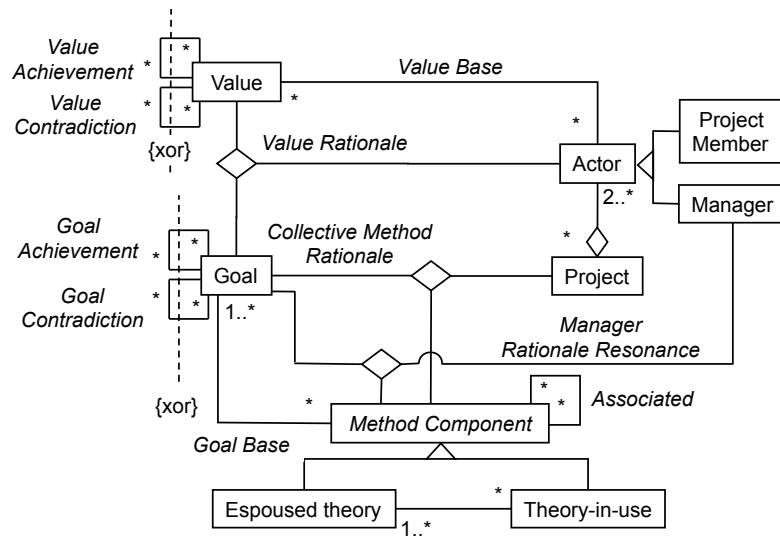 Value
Achievement
*
*
Value
Value Base
*
*
Value
Contradiction
*
*
{xor}
Value Rationale
Actor
2..*
Project
Member
Manager
Goal
Achievement
*
*
Collective Method
Rationale
*
Goal
Project
Goal
Contradiction
*
*
1..*
{xor}
Manager
Rationale Resonance
*
Method Component
*
*
Associated
Goal Base
Espoused theory
1..*
*
Theory-in-use